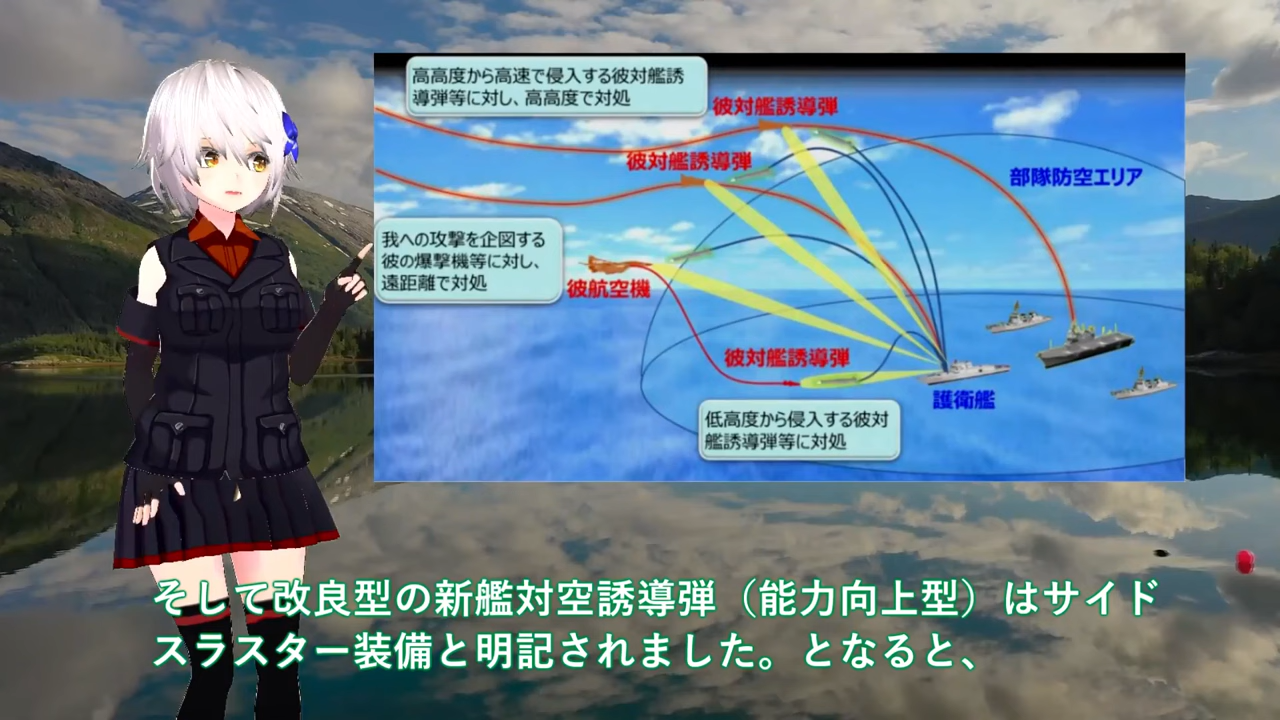 高高度から高速で侵入する彼対艦誘
導弾等に対し、高高度で対処
彼対艦誘導弾
彼対艦誘導弾
部隊防空エリア
我への攻撃を企図する
彼の爆撃機等に対し、
遠距離で対処
彼航空機
彼対艦誘導弾
護衛艦
低高度から侵入する彼対
艦誘導弾等に対処
そして改良型の新艦対空誘導弾（能力向上型）はサイド
スラスター装備と明記されました。となると、